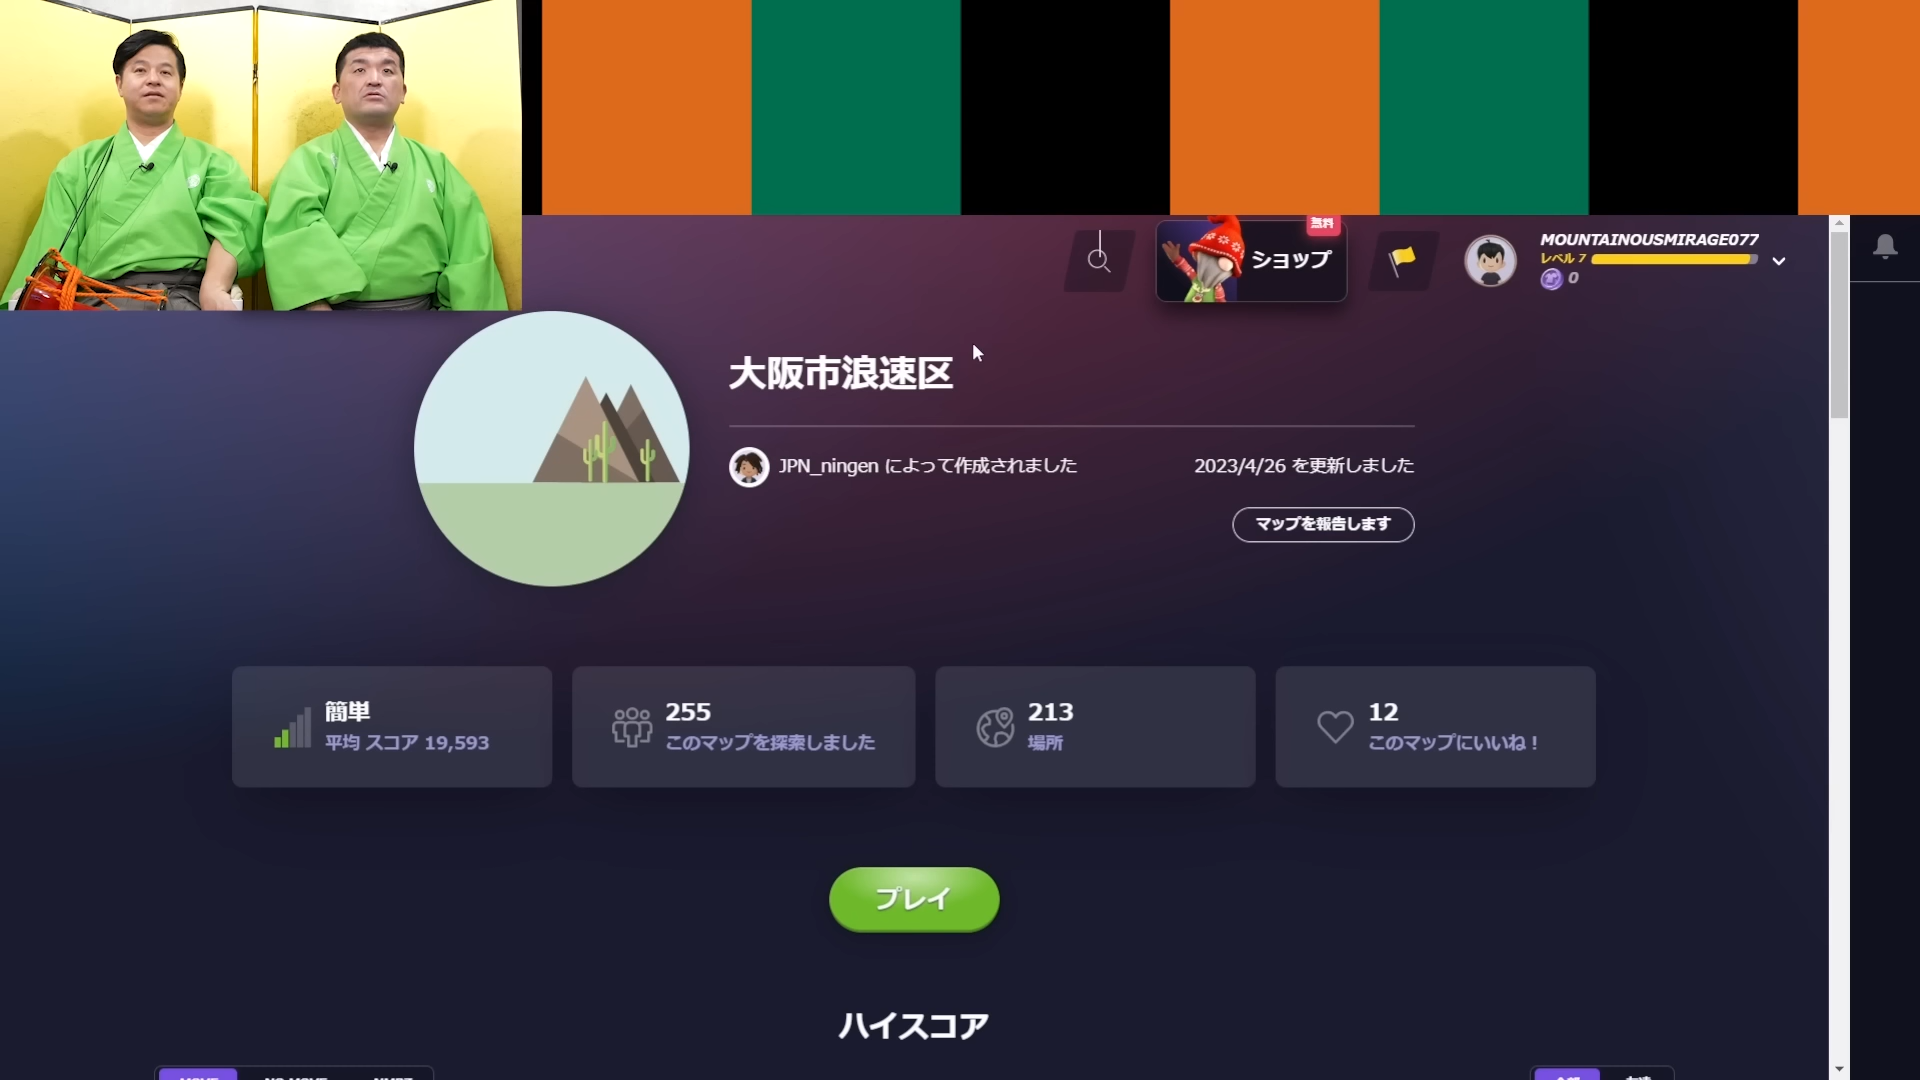 無料
ショップ
MOUNTAINOUSMIRAGE077
レベル 7
0
大阪市浪速区
JPN_ningen によって作成されました
2023/4/26 を更新しました
マップを報告します
簡単
平均 スコア 19,593
255
このマップを探索しました
213
場所
12
このマップにいいね！
プレイ
ハイスコア